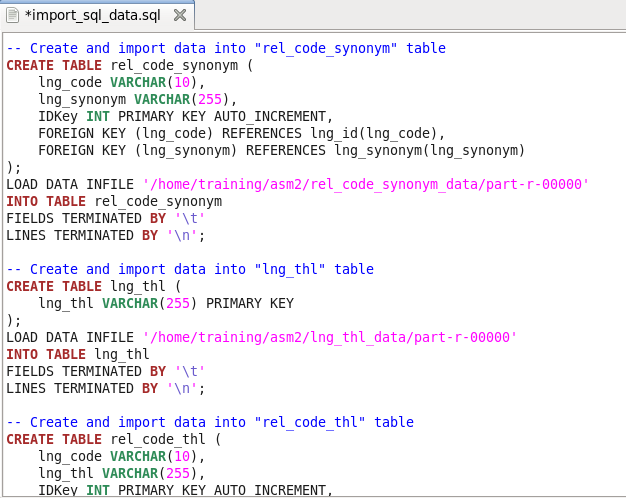 *import_sql_data.sql
-- Create and import data into "rel_code_synonym" table
CREATE TABLE rel_code_synonym (
    lng_code VARCHAR(10),
    lng_synonym VARCHAR(255),
    IDKey INT PRIMARY KEY AUTO_INCREMENT,
    FOREIGN KEY (lng_code) REFERENCES lng_id(lng_code),
    FOREIGN KEY (lng_synonym) REFERENCES lng_synonym(lng_synonym)
);
LOAD DATA INFILE '/home/training/asm2/rel_code_synonym_data/part-r-00000'
INTO TABLE rel_code_synonym
FIELDS TERMINATED BY '\t'
LINES TERMINATED BY '\n';
-- Create and import data into "lng_thl" table
CREATE TABLE lng_thl (
    lng_thl VARCHAR(255) PRIMARY KEY
);
LOAD DATA INFILE '/home/training/asm2/lng_thl_data/part-r-00000'
INTO TABLE lng_thl
FIELDS TERMINATED BY '\t'
LINES TERMINATED BY '\n';
-- Create and import data into "rel_code_thl" table
CREATE TABLE rel_code_thl (
    lng_code VARCHAR(10),
    lng_thl VARCHAR(255),
    IDKey INT PRIMARY KEY AUTO_INCREMENT,